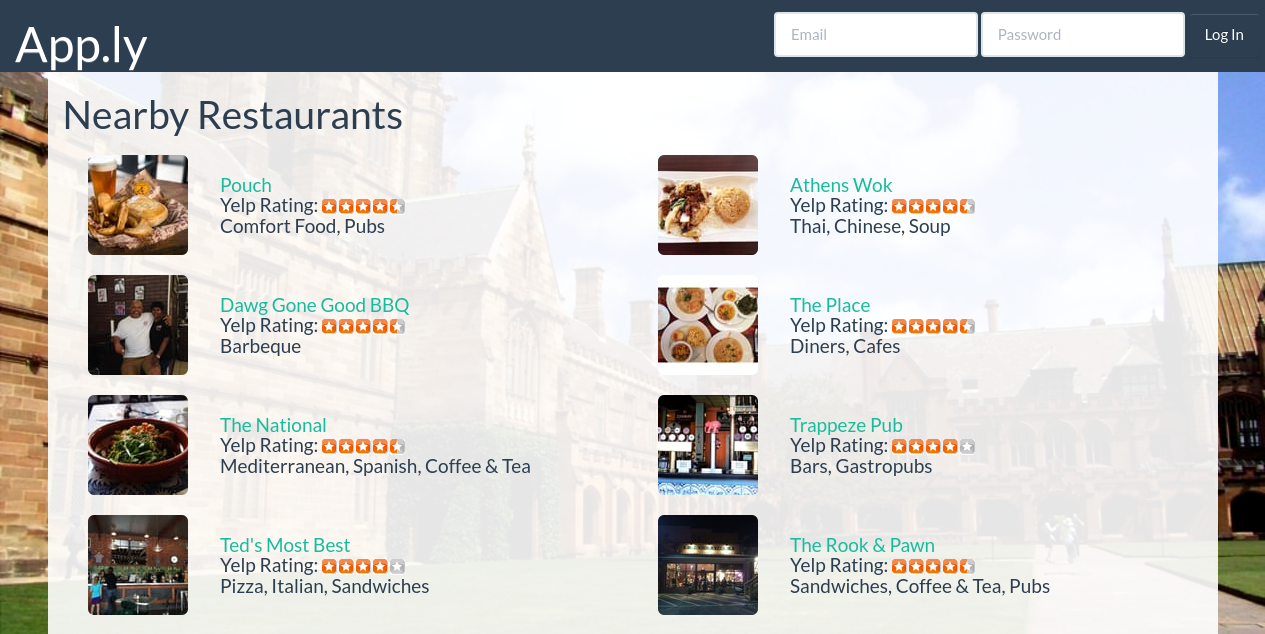 App.ly
Email
Password
Log In
Nearby Restaurants
Pouch
Yelp Rating:
Comfort Food, Pubs
Athens Wok
Yelp Rating:
Thai, Chinese, Soup
Dawg Gone Good BBQ
Yelp Rating:
Barbeque
The Place
Yelp Rating:
Diners, Cafes
The National
Yelp Rating:
Mediterranean, Spanish, Coffee & Tea
Trappeze Pub
Yelp Rating:
Bars, Gastropubs
Ted's Most Best
Yelp Rating:
Pizza, Italian, Sandwiches
The Rook & Pawn
Yelp Rating:
Sandwiches, Coffee & Tea, Pubs